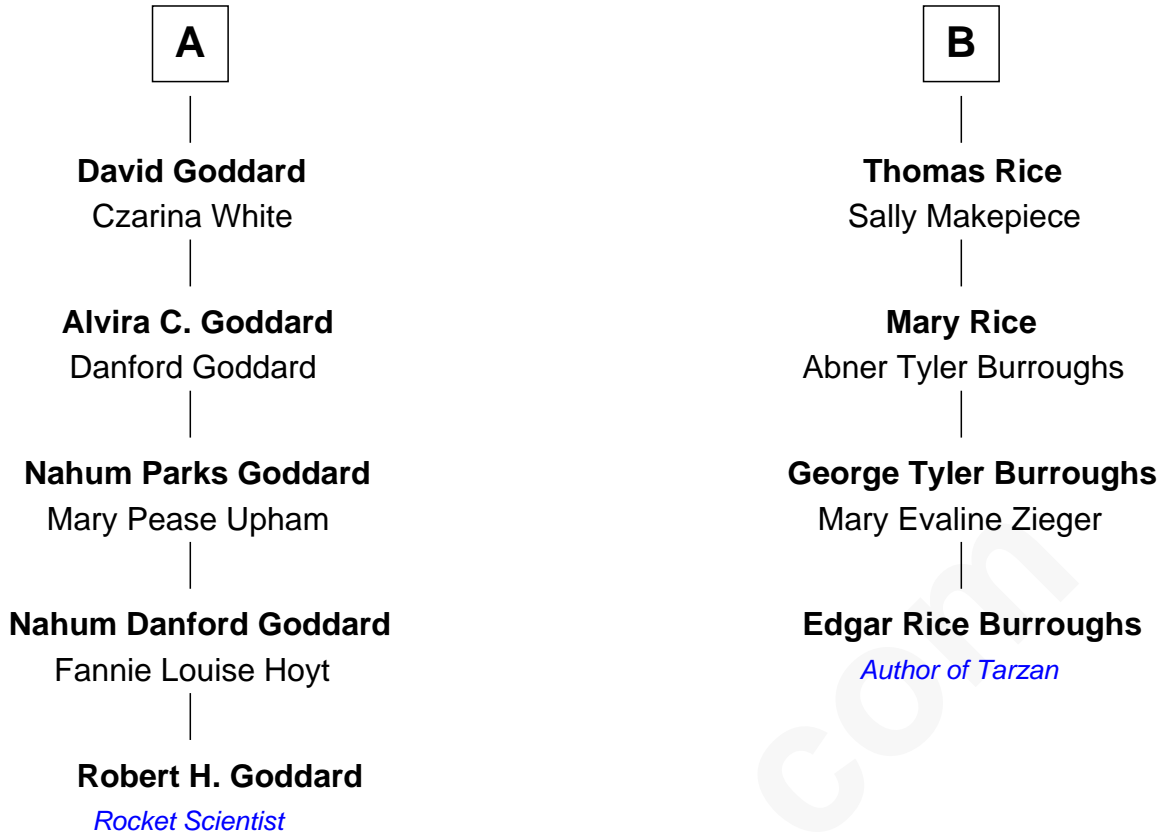 A
David Goddard
Czarina White
Alvira C. Goddard
Danford Goddard
Nahum Parks Goddard
Mary Pease Upham
Nahum Danford Goddard
Fannie Louise Hoyt
Robert H. Goddard
Rocket Scientist
B
Thomas Rice
Sally Makepiece
Mary Rice
Abner Tyler Burroughs
George Tyler Burroughs
Mary Evaline Zieger
Edgar Rice Burroughs
Author of Tarzan
com